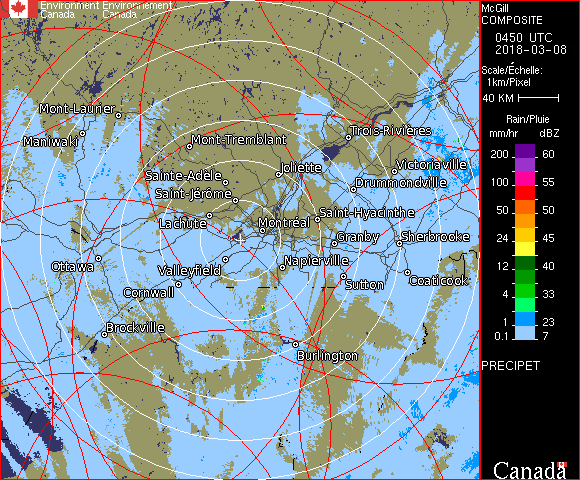 Environment Environnement
Canada Canada
Mont-Laurier
Maniwaki
Mont-Tremblant
Trois-Rivières
Joliette
Victoriaville
Sainte-Adèle
Drummondville
Saint-Jérôme
Lachute
Saint-Hyacinthe
Montréal
Granby
Sherbrooke
Ottawa
Napierville
Valleyfield
Coaticook
Sutton
Cornwall
Brockville
Burlington
McGill
COMPOSITE
0450 UTC
2018-03-08
Scale/Échelle:
1km/Pixel
40 KM
Rain/Pluie
mm/hr dBZ
200 60
100 55
50 50
24 45
12 40
4 33
1 23
0.1 7
PRECIPET
Canada